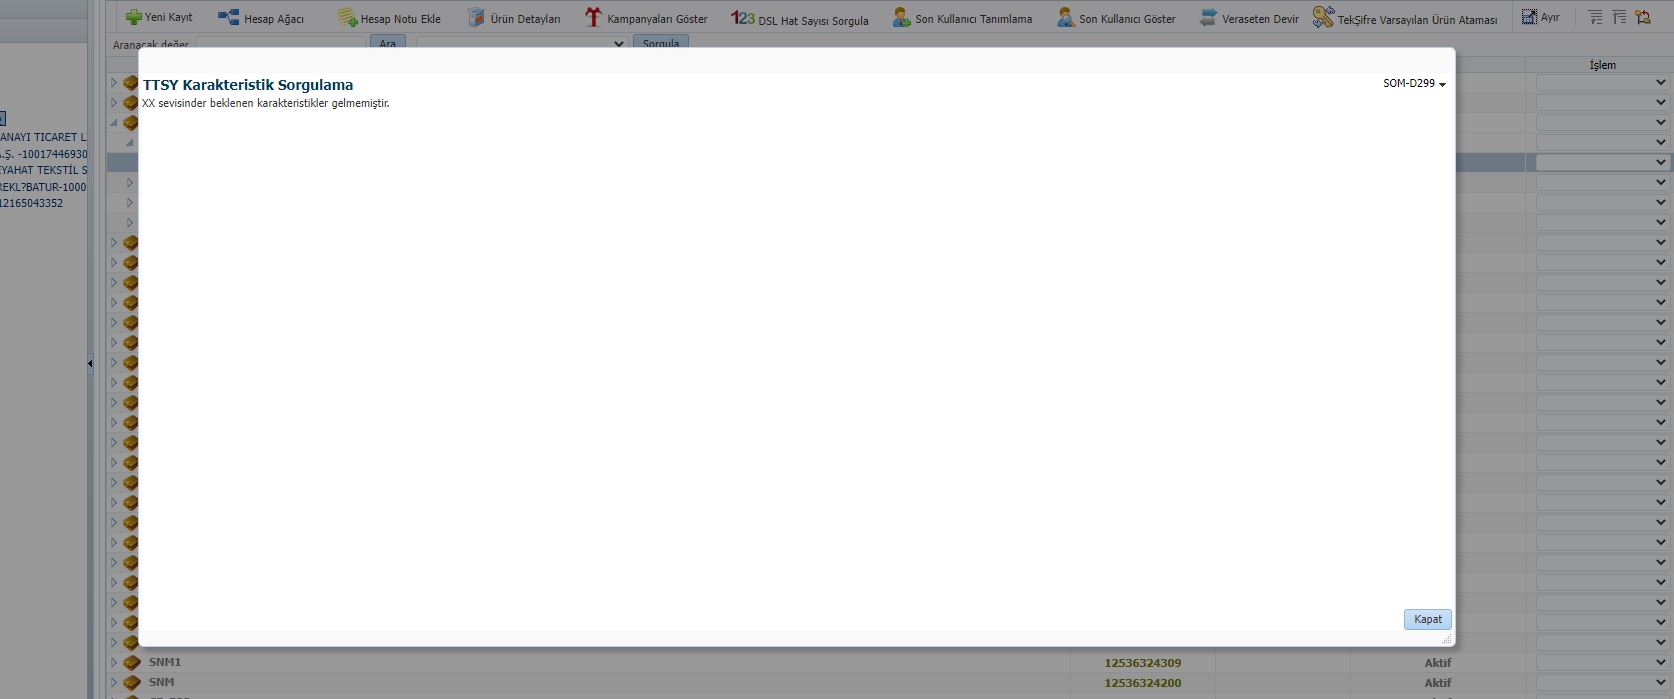 Yeni Kayıt Hesap Ağacı Hesap Notu Ekle Ürün Detayları Kampanyaları Göster 123 DSL Hat Sayısı Sorgula Son Kullanıcı Tanımlama Son Kullanıcı Göster Veraseten Devir TekŞifre Varsayılan Ürün Ataması Ayır
Aranacak değer Ara Sorgula
İşlem
TTSY Karakteristik Sorgulama SOM-D299
XX sevisinder beklenen karakteristikler gelmemiştir.
ANAYI TICARET L
A.Ş. -10017446930
EYAHAT TEKSTİL S
REKL?BATUR-1000
12165043352
Kapat
SNM1 12536324309 Aktif
SNM 12536324200 Aktif